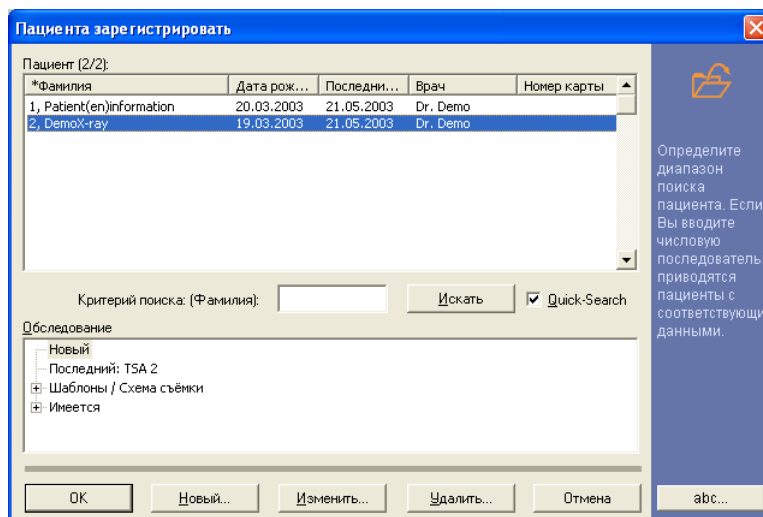 Пациента зарегистрировать
Пациент (2/2):
*Фамилия Дата рож... Последни... Врач Номер карты
1, Patient(en)information 20.03.2003 21.05.2003 Dr. Demo
2, DemoX-ray 19.03.2003 21.05.2003 Dr. Demo
Критерий поиска: (Фамилия): Искать Quick-Search
Обследование
Новый
Последний: TSA 2
Шаблоны / Схема съёмки
Имеется
OK Новый... Изменить... Удалить... Отмена
Определите
диапазон
поиска
пациента. Если
Вы вводите
числовую
последователь
приводятся
пациенты с
соответствующи
данными.
abc...